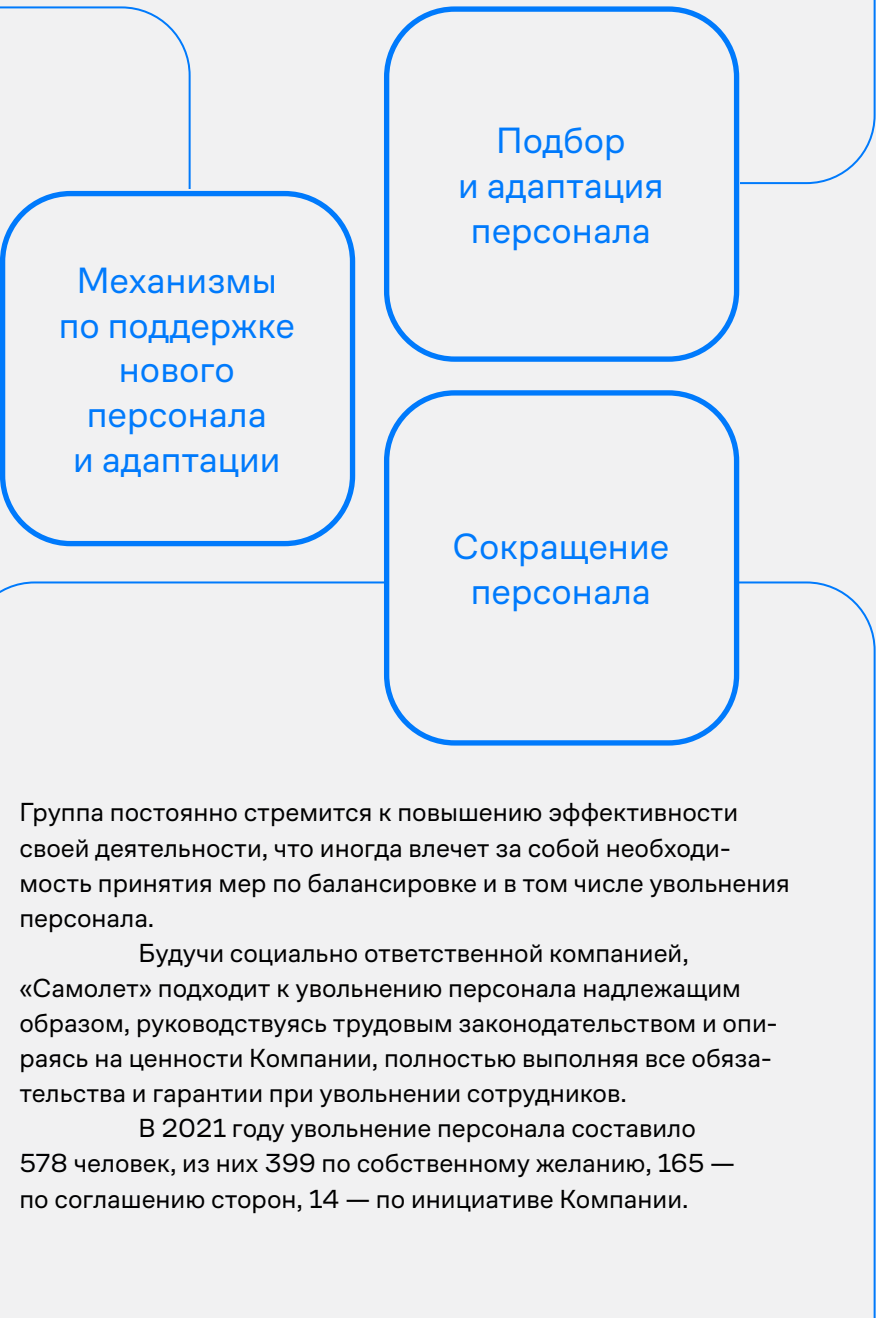 Подбор
и адаптация
персонала
Механизмы
по поддержке
нового
персонала
и адаптации
Сокращение
персонала
Группа постоянно стремится к повышению эффективности
своей деятельности, что иногда влечет за собой необходи-
мость принятия мер по балансировке и в том числе увольнения
персонала.
Будучи социально ответственной компанией,
«Самолет» подходит к увольнению персонала надлежащим
образом, руководствуясь трудовым законодательством и опи-
раясь на ценности Компании, полностью выполняя все обяза-
тельства и гарантии при увольнении сотрудников.
В 2021 году увольнение персонала составило
578 человек, из них 399 по собственному желанию, 165 —
по соглашению сторон, 14 — по инициативе Компании.